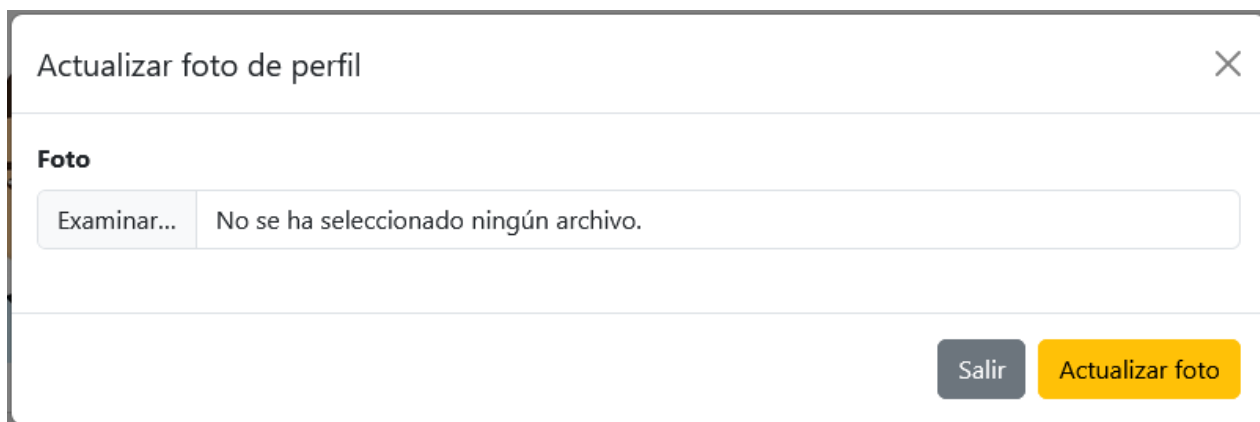 Actualizar foto de perfil
Foto
Examinar... No se ha seleccionado ningún archivo.
Salir Actualizar foto